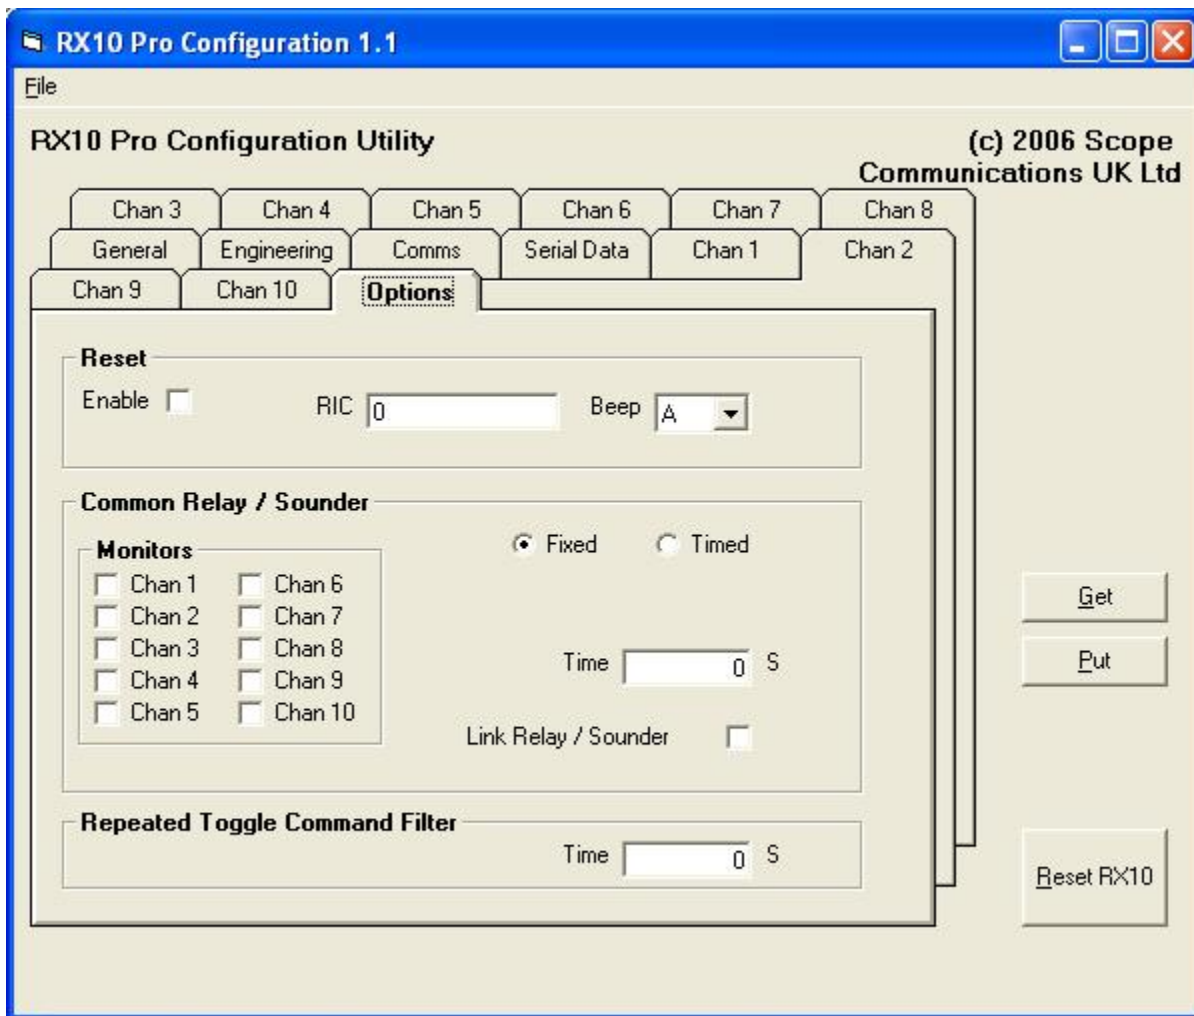 RX10 Pro Configuration 1.1
File
RX10 Pro Configuration Utility
(c) 2006 Scope
Communications UK Ltd
Chan 3 Chan 4 Chan 5 Chan 6 Chan 7 Chan 8
General Engineering Comms Serial Data Chan 1 Chan 2
Chan 9 Chan 10 Options
Reset
Enable RIC 0 Beep A
Common Relay / Sounder
Monitors
Fixed Timed
Chan 1 Chan 6
Chan 2 Chan 7
Chan 3 Chan 8
Chan 4 Chan 9
Chan 5 Chan 10
Time 0 S
Link Relay / Sounder
Repeated Toggle Command Filter
Time 0 S
Get
Put
Reset RX10